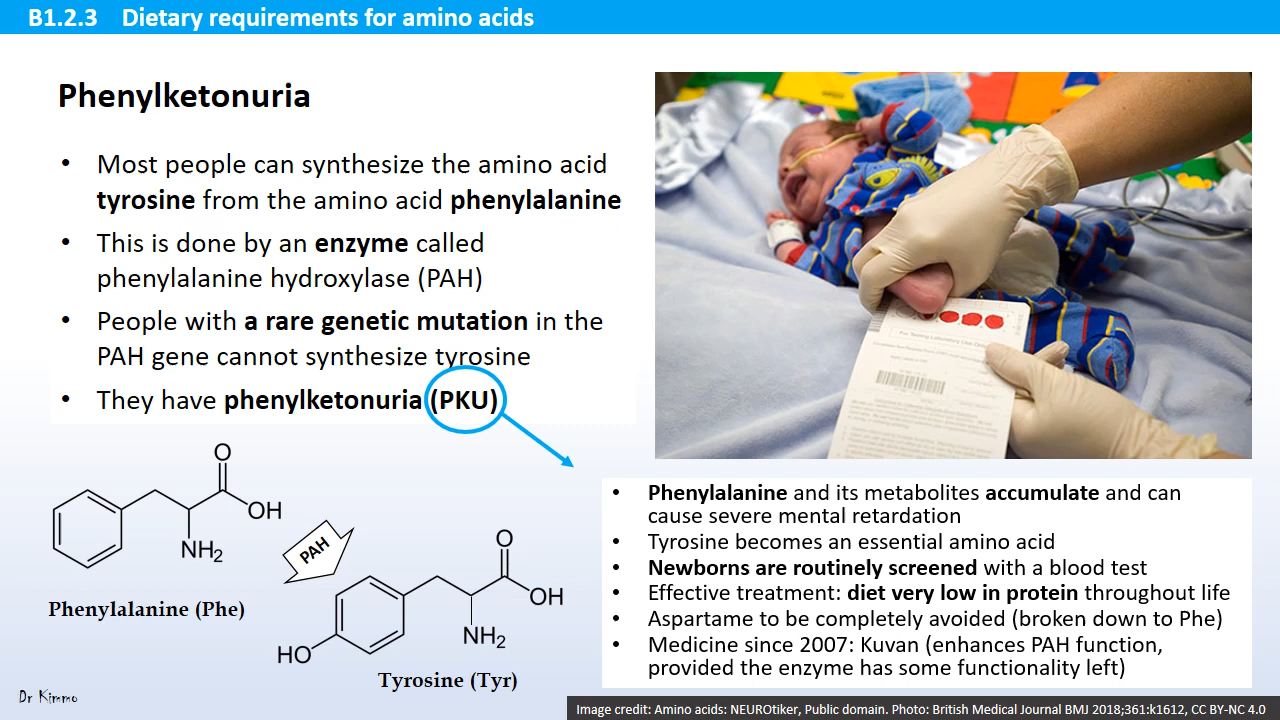 B1.2.3 Dietary requirements for amino acids
Phenylketonuria
• Most people can synthesize the amino acid
tyrosine from the amino acid phenylalanine
• This is done by an enzyme called
phenylalanine hydroxylase (PAH)
• People with a rare genetic mutation in the
PAH gene cannot synthesize tyrosine
• They have phenylketonuria (PKU)
O
OH
NH2
Phenylalanine (Phe)
PAH
O
OH
NH2
HO
Tyrosine (Tyr)
• Phenylalanine and its metabolites accumulate and can
cause severe mental retardation
• Tyrosine becomes an essential amino acid
• Newborns are routinely screened with a blood test
• Effective treatment: diet very low in protein throughout life
• Aspartame to be completely avoided (broken down to Phe)
• Medicine since 2007: Kuvan (enhances PAH function,
provided the enzyme has some functionality left)
Dr Kimmo
Image credit: Amino acids: NEUROtiker, Public domain. Photo: British Medical Journal BMJ 2018;361:k1612, CC BY-NC 4.0